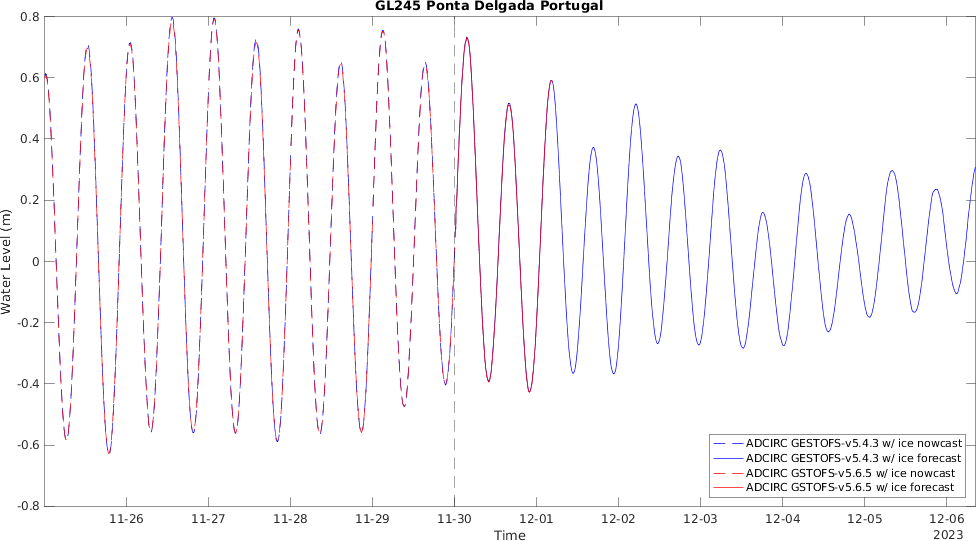 GL245 Ponta Delgada Portugal
0.8
0.6
0.4
0.2
0
-0.2
-0.4
-0.6
-0.8
Water Level (m)
11-26 11-27 11-28 11-29 11-30 12-01 12-02 12-03 12-04 12-05 12-06
2023
Time
ADCIRC GESTOFS-v5.4.3 w/ ice nowcast
ADCIRC GESTOFS-v5.4.3 w/ ice forecast
ADCIRC GSTOFS-v5.6.5 w/ ice nowcast
ADCIRC GSTOFS-v5.6.5 w/ ice forecast